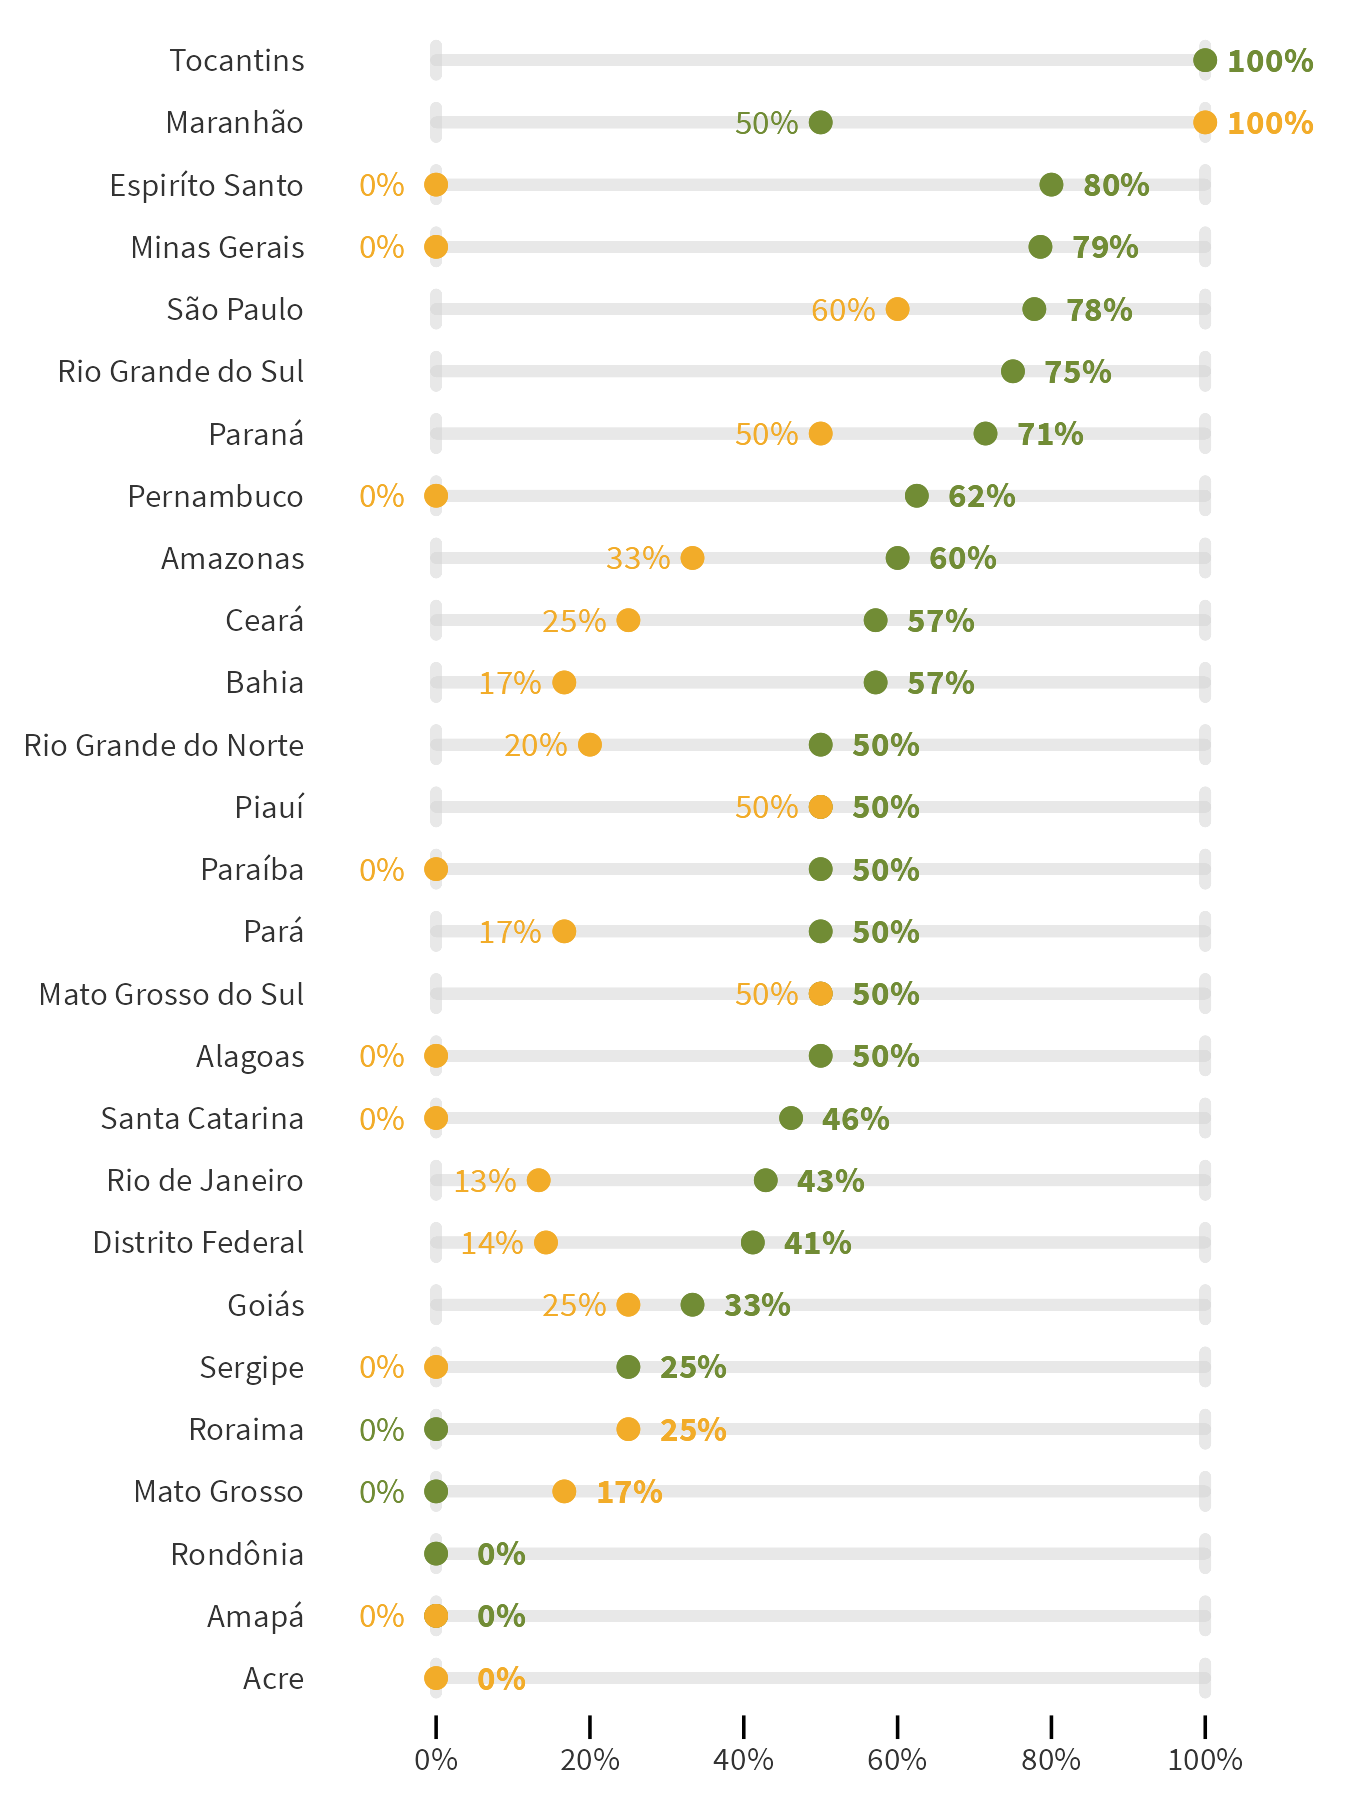 Tocantins 100%
Maranhão 50% 100%
Espiríto Santo 0% 80%
Minas Gerais 0% 79%
São Paulo 60% 78%
Rio Grande do Sul 75%
Paraná 50% 71%
Pernambuco 0% 62%
Amazonas 33% 60%
Ceará 25% 57%
Bahia 17% 57%
Rio Grande do Norte 20% 50%
Piauí 50% 50%
Paraíba 0% 50%
Pará 17% 50%
Mato Grosso do Sul 50% 50%
Alagoas 0% 50%
Santa Catarina 0% 46%
Rio de Janeiro 13% 43%
Distrito Federal 14% 41%
Goiás 25% 33%
Sergipe 0% 25%
Roraima 0% 25%
Mato Grosso 0% 17%
Rondônia 0%
Amapá 0% 0%
Acre 0%
0% 20% 40% 60% 80% 100%